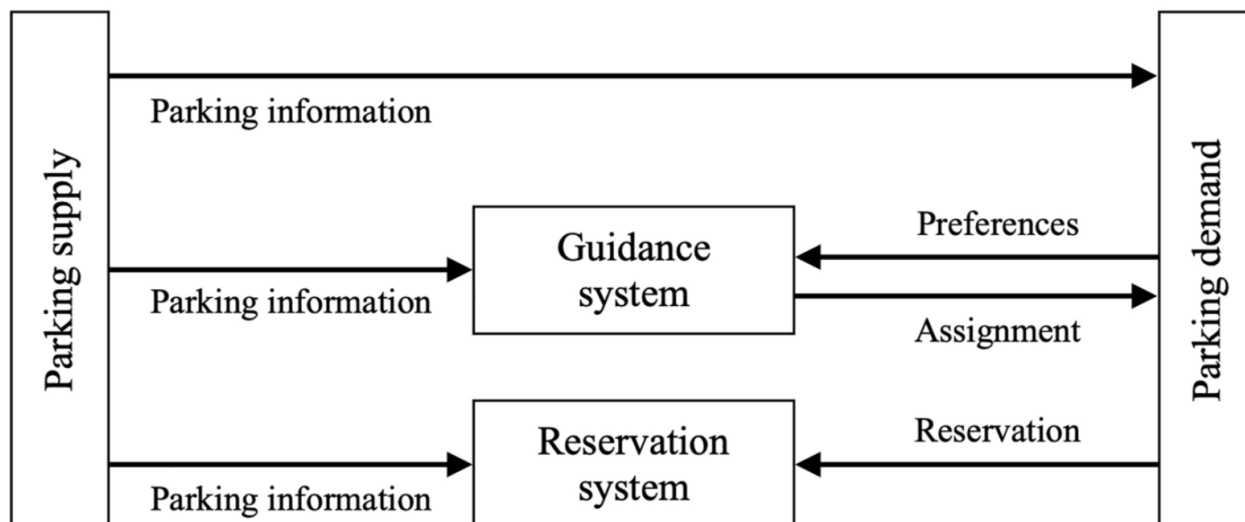 Parking supply
Parking information
Parking information
Parking information
Guidance
system
Reservation
system
Preferences
Assignment
Reservation
Parking demand